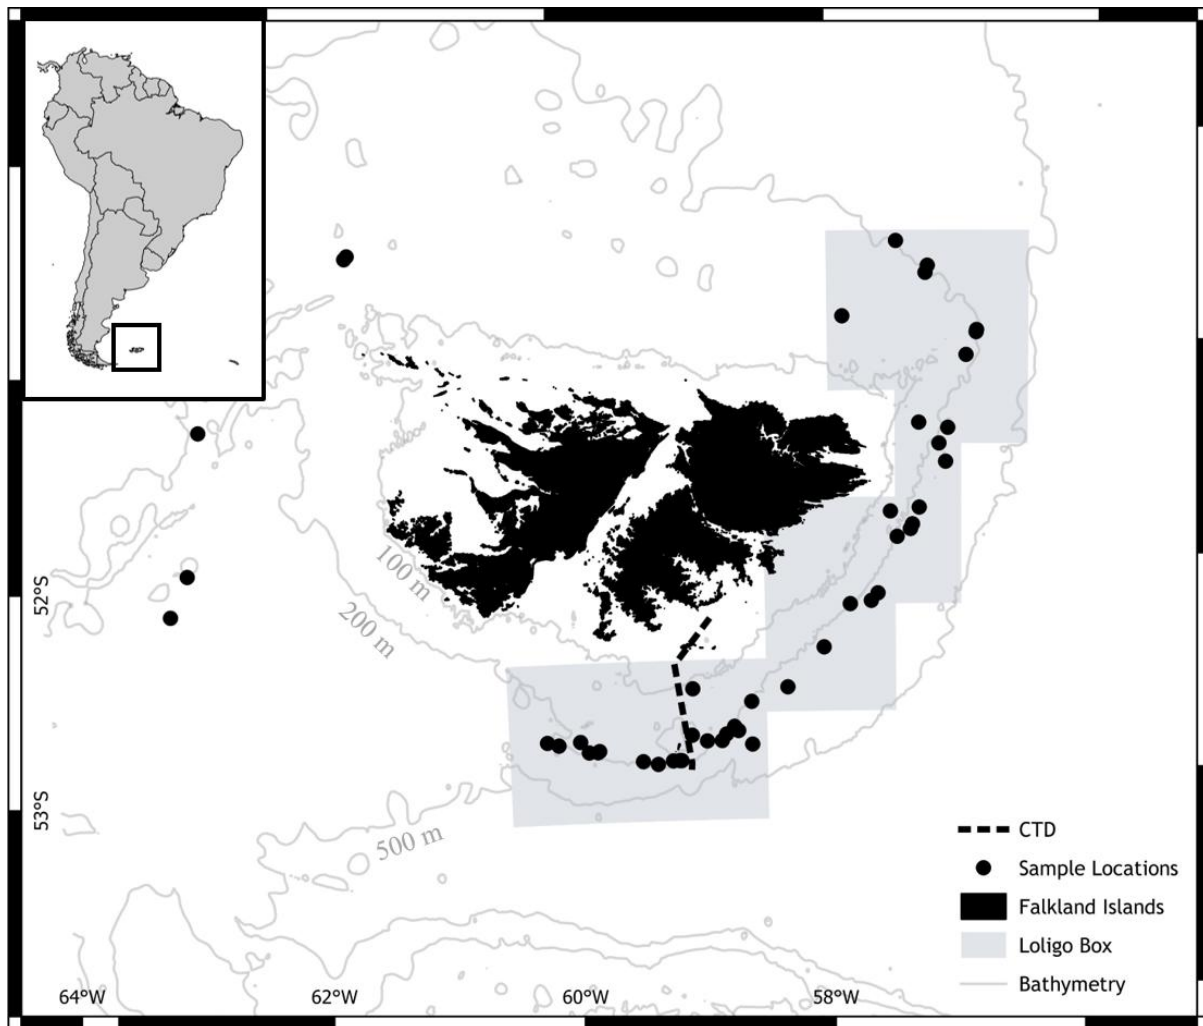 100 m
200 m
500 m
52°S
53°S
64°W
62°W
60°W
58°W
CTD
Sample Locations
Falkland Islands
Loligo Box
Bathymetry